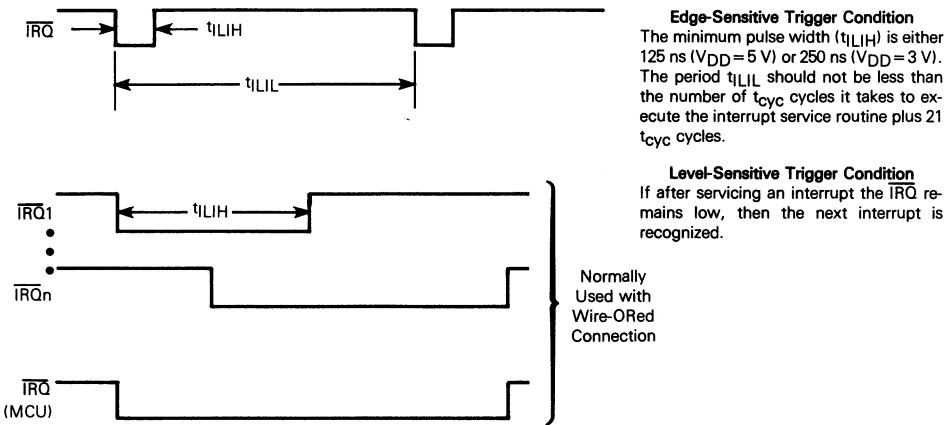 IRQ
tILIH
tILIL
Edge-Sensitive Trigger Condition
The minimum pulse width (tILIH) is either
125 ns (VDD = 5 V) or 250 ns (VDD = 3 V).
The period tILIL should not be less than
the number of tcyc cycles it takes to ex-
ecute the interrupt service routine plus 21
tcyc cycles.
Level-Sensitive Trigger Condition
If after servicing an interrupt the IRQ re-
mains low, then the next interrupt is
recognized.
IRQ1
tILIH
IRQn
Normally
Used with
Wire-ORed
Connection
IRQ
(MCU)